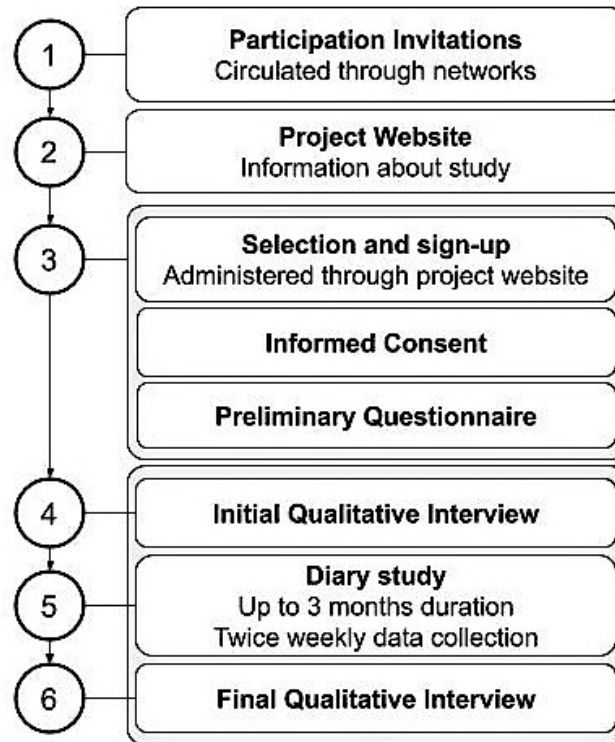 1
Participation Invitations
Circulated through networks
2
Project Website
Information about study
3
Selection and sign-up
Administered through project website
Informed Consent
Preliminary Questionnaire
4
Initial Qualitative Interview
5
Diary study
Up to 3 months duration
Twice weekly data collection
6
Final Qualitative Interview